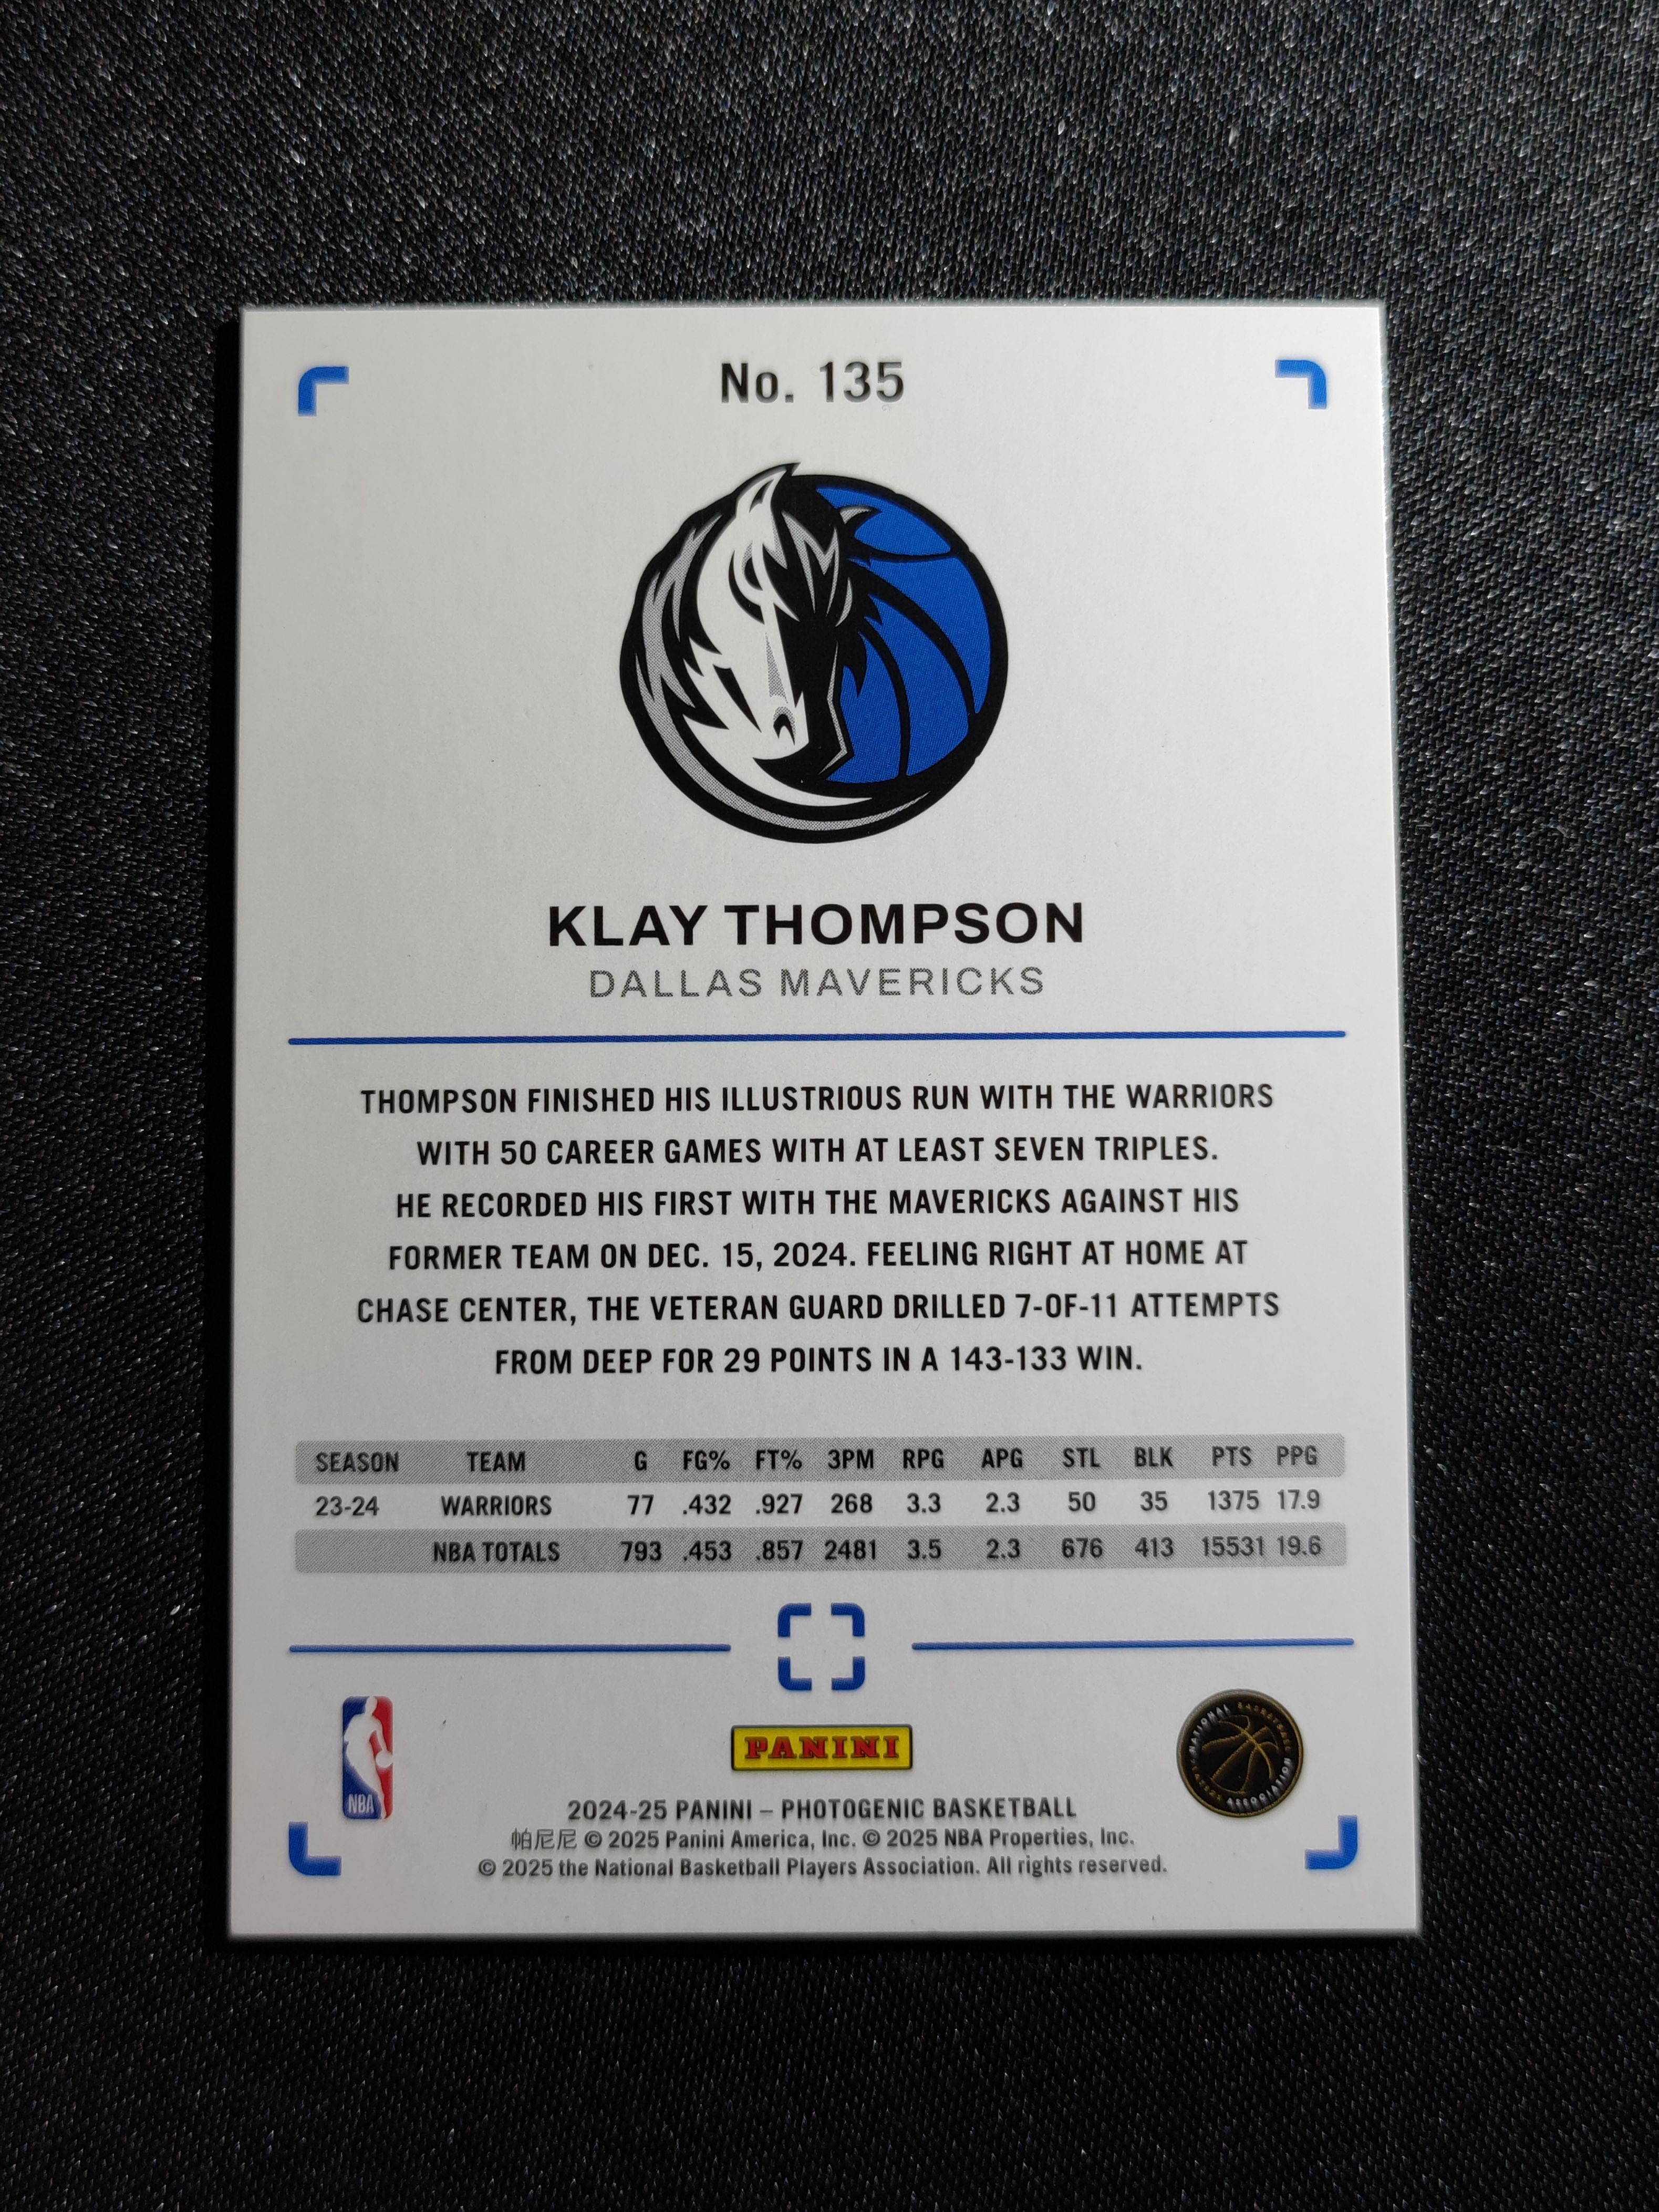 No. 135
KLAY THOMPSON
DALLAS MAVERICKS
THOMPSON FINISHED HIS ILLUSTRIOUS RUN WITH THE WARRIORS
WITH 50 CAREER GAMES WITH AT LEAST SEVEN TRIPLES.
HE RECORDED HIS FIRST WITH THE MAVERICKS AGAINST HIS
FORMER TEAM ON DEC. 15, 2024. FEELING RIGHT AT HOME AT
CHASE CENTER, THE VETERAN GUARD DRILLED 7-OF-11 ATTEMPTS
FROM DEEP FOR 29 POINTS IN A 143-133 WIN.
SEASON TEAM G FG% FT% 3PM RPG APG STL BLK PTS PPG
23-24 WARRIORS 77 .432 .927 268 3.3 2.3 50 35 1375 17.9
NBA TOTALS 793 .453 .857 2481 3.5 2.3 676 413 15531 19.6
NBA
PANINI
NATIONAL BASKETBALL PLAYERS ASSOCIATION
2024-25 PANINI – PHOTOGENIC BASKETBALL
帕尼尼 © 2025 Panini America, Inc. © 2025 NBA Properties, Inc.
© 2025 the National Basketball Players Association. All rights reserved.